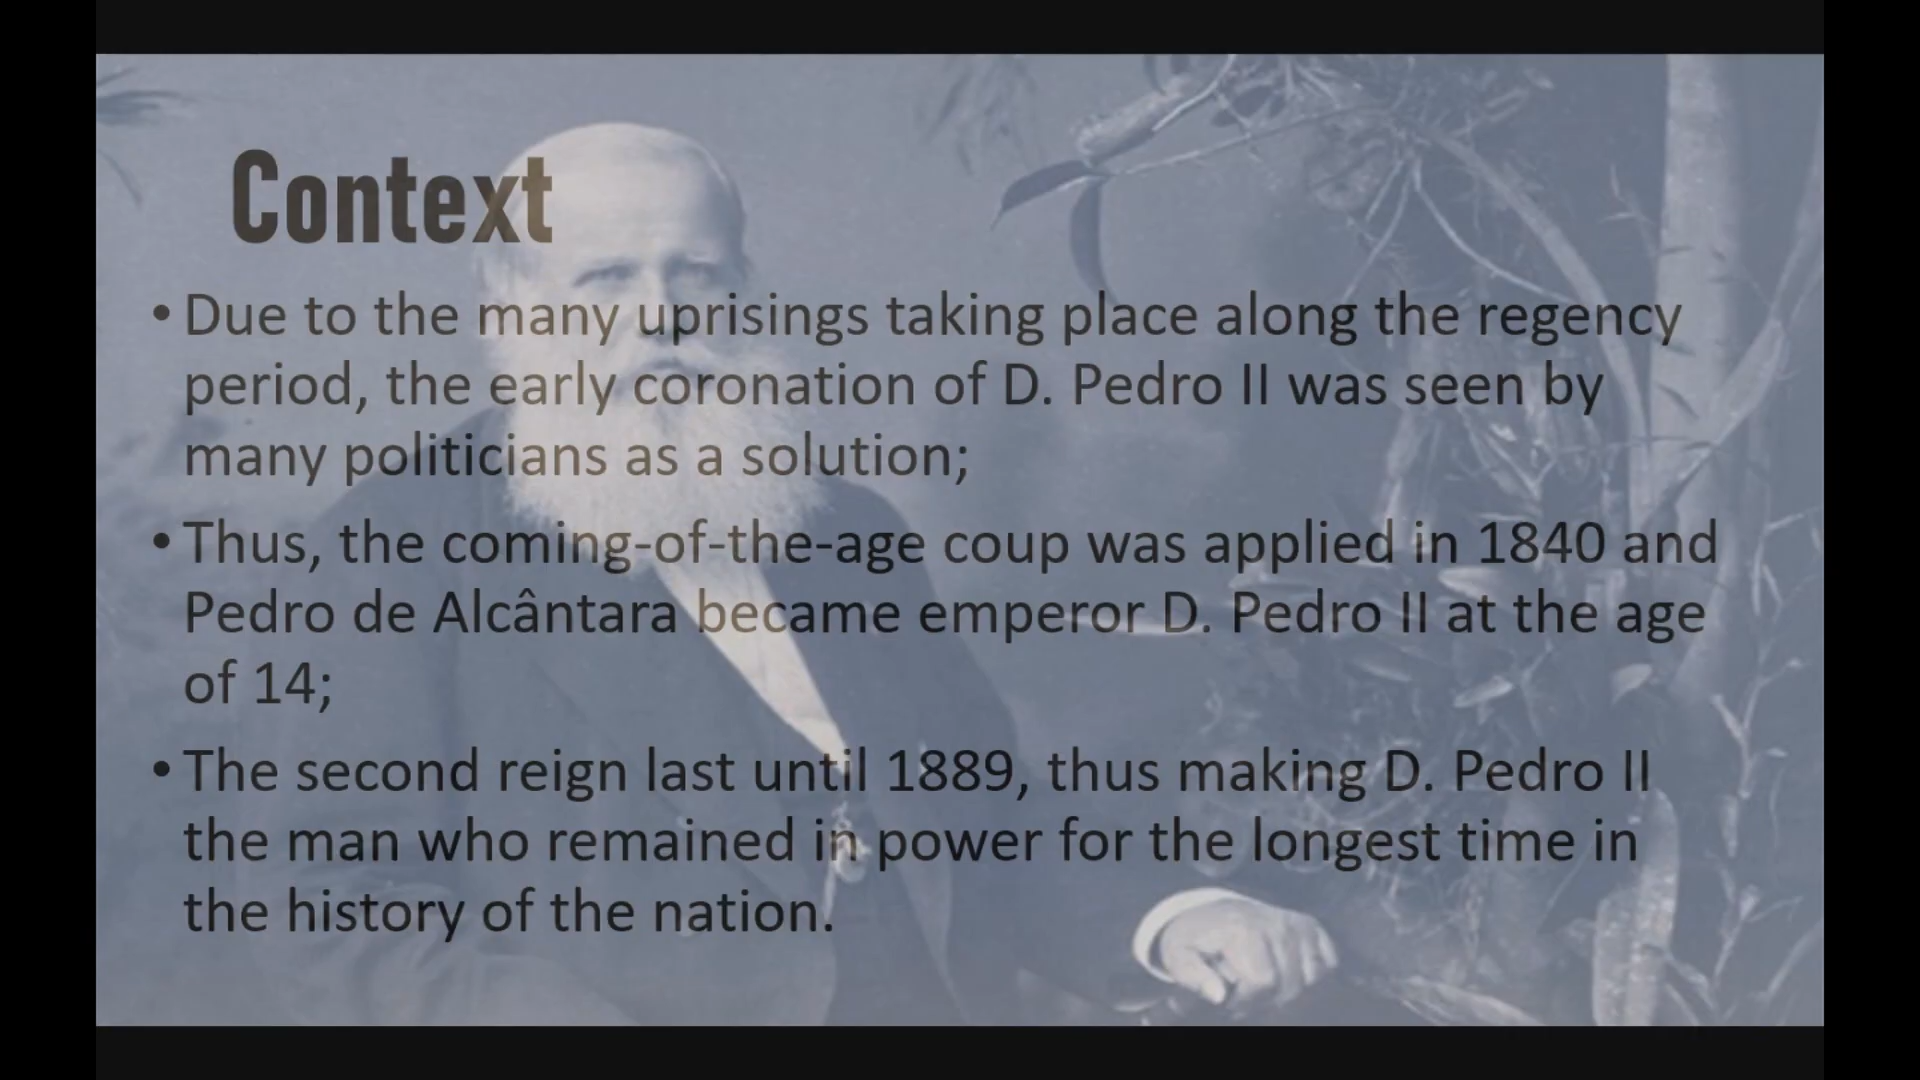 Context
• Due to the many uprisings taking place along the regency
period, the early coronation of D. Pedro II was seen by
many politicians as a solution;
• Thus, the coming-of-the-age coup was applied in 1840 and
Pedro de Alcântara became emperor D. Pedro II at the age
of 14;
• The second reign last until 1889, thus making D. Pedro II
the man who remained in power for the longest time in
the history of the nation.